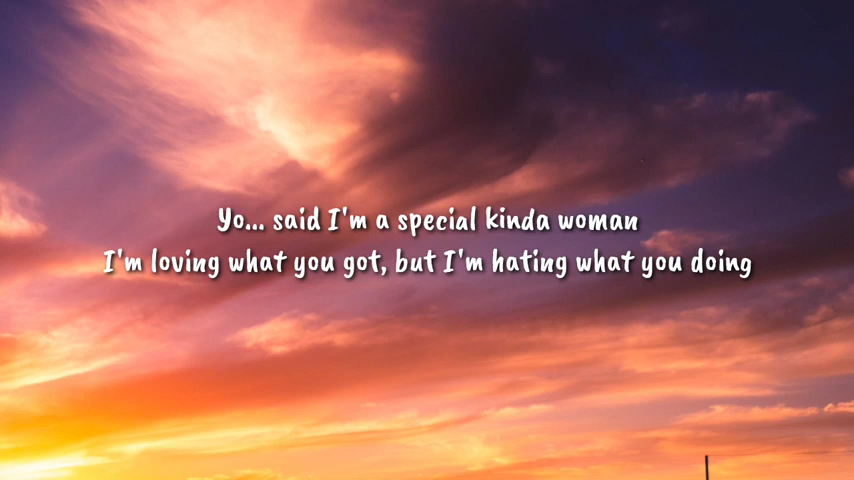 Yo... said I'm a special kinda woman
I'm loving what you got, but I'm hating what you doing